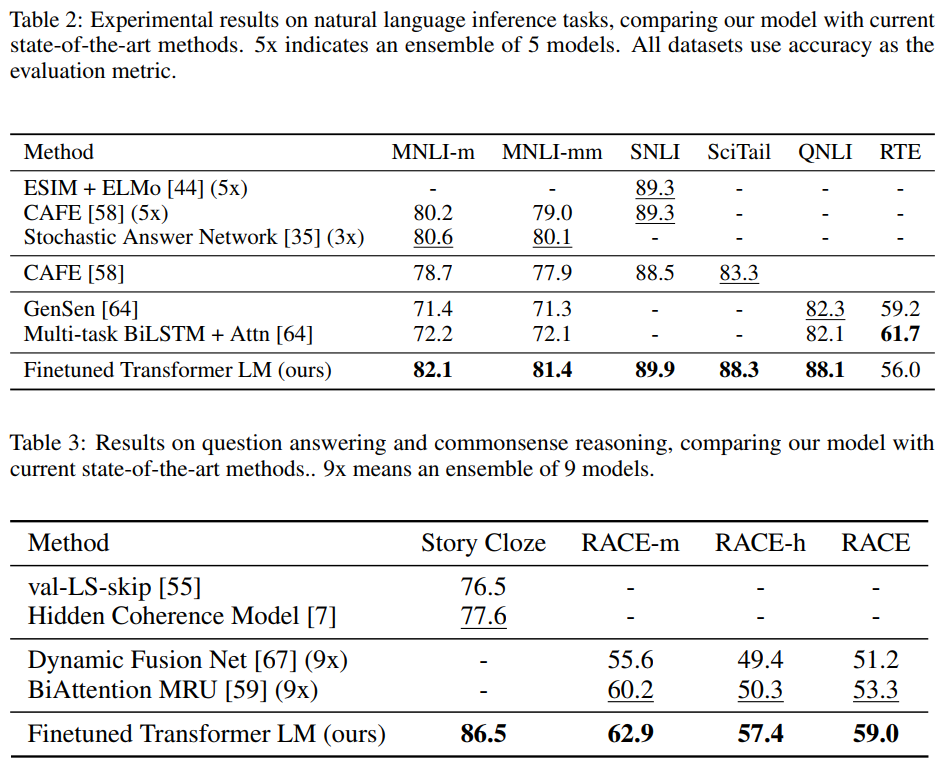 Table 2: Experimental results on natural language inference tasks, comparing our model with current
state-of-the-art methods. 5x indicates an ensemble of 5 models. All datasets use accuracy as the
evaluation metric.
Method MNLI-m MNLI-mm SNLI SciTail QNLI RTE
ESIM + ELMo [44] (5x) - - 89.3 - - -
CAFE [58] (5x) 80.2 79.0 89.3 - - -
Stochastic Answer Network [35] (3x) 80.6 80.1 - - - -
CAFE [58] 78.7 77.9 88.5 83.3
GenSen [64] 71.4 71.3 - - 82.3 59.2
Multi-task BiLSTM + Attn [64] 72.2 72.1 - - 82.1 61.7
Finetuned Transformer LM (ours) 82.1 81.4 89.9 88.3 88.1 56.0
Table 3: Results on question answering and commonsense reasoning, comparing our model with
current state-of-the-art methods.. 9x means an ensemble of 9 models.
Method Story Cloze RACE-m RACE-h RACE
val-LS-skip [55] 76.5 - - -
Hidden Coherence Model [7] 77.6 - - -
Dynamic Fusion Net [67] (9x) - 55.6 49.4 51.2
BiAttention MRU [59] (9x) - 60.2 50.3 53.3
Finetuned Transformer LM (ours) 86.5 62.9 57.4 59.0